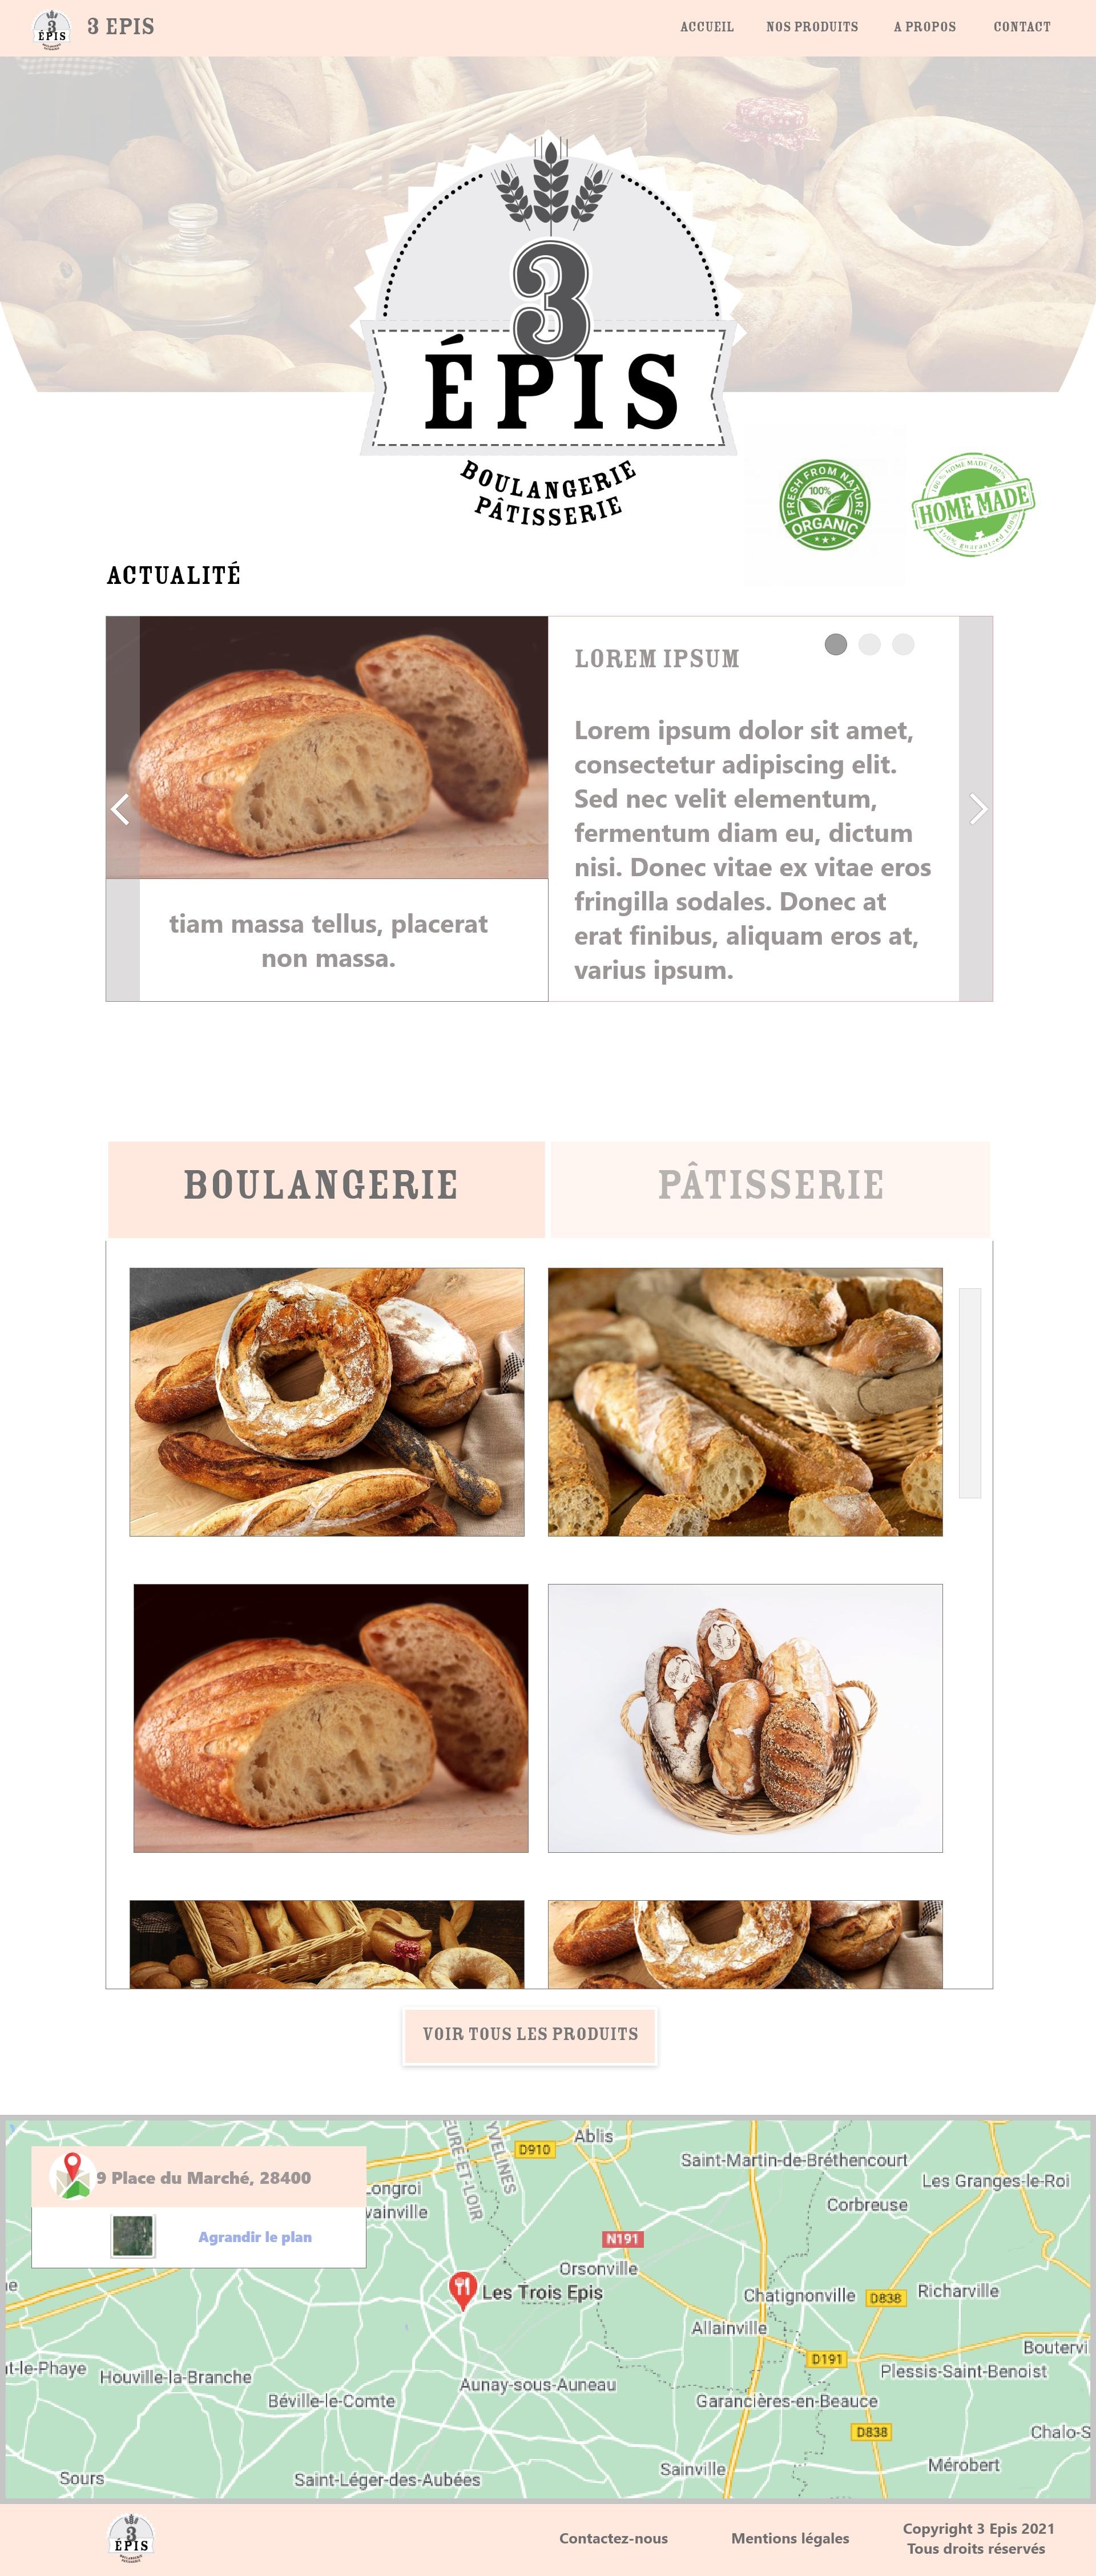 3
ÉPIS
3 EPIS
ACCUEIL
NOS PRODUITS
A PROPOS
CONTACT
3
ÉPIS
BOULANGERIE
PÂTISSERIE
FRESH FROM NATURE
100%
ORGANIC
100% HOME MADE 100%
HOME MADE
100% guaranteed 100%
ACTUALITÉ
LOREM IPSUM
Lorem ipsum dolor sit amet,
consectetur adipiscing elit.
Sed nec velit elementum,
fermentum diam eu, dictum
nisi. Donec vitae ex vitae eros
fringilla sodales. Donec at
erat finibus, aliquam eros at,
varius ipsum.
tiam massa tellus, placerat
non massa.
BOULANGERIE
PÂTISSERIE
VOIR TOUS LES PRODUITS
9 Place du Marché, 28400
Agrandir le plan
EURE-ET-LOIR
YVELINES
D910
Ablis
Saint-Martin-de-Bréthencourt
Les Granges-le-Roi
Longroi
vainville
Corbreuse
N191
Orsonville
Les Trois Epis
Chatignonville
D838
Richarville
Allainville
D191
Boutervi
Plessis-Saint-Benoist
nt-le-Phaye
Houville-la-Branche
Aunay-sous-Auneau
Béville-le-Comte
Garancières-en-Beauce
D838
Chalo-S
Mérobert
Sainville
Sours
Saint-Léger-des-Aubées
3
ÉPIS
Contactez-nous
Mentions légales
Copyright 3 Epis 2021
Tous droits réservés